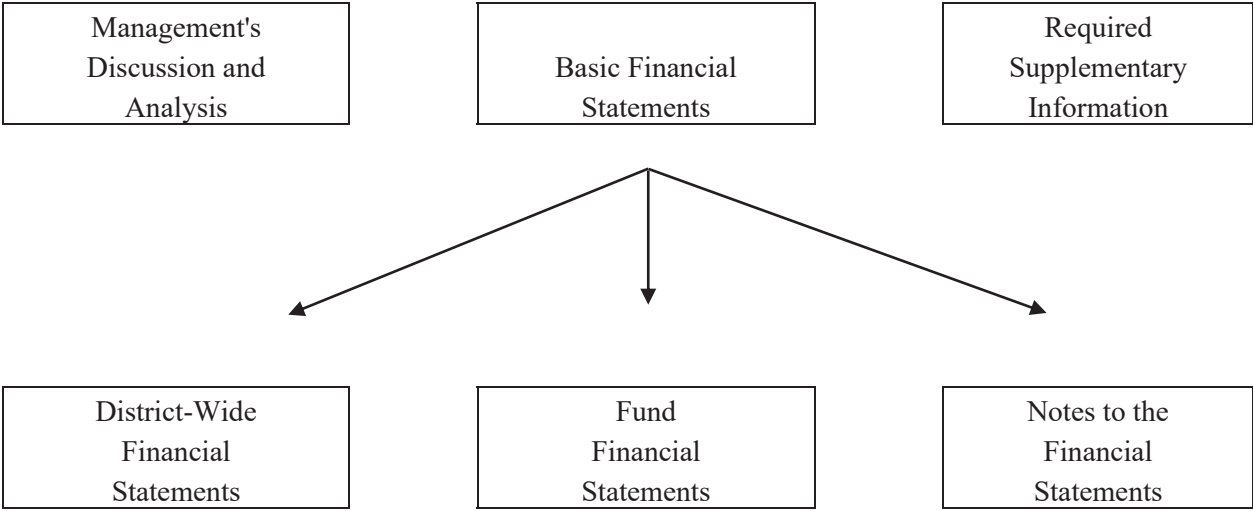 Management's
Discussion and
Analysis
Basic Financial
Statements
Required
Supplementary
Information
District-Wide
Financial
Statements
Fund
Financial
Statements
Notes to the
Financial
Statements